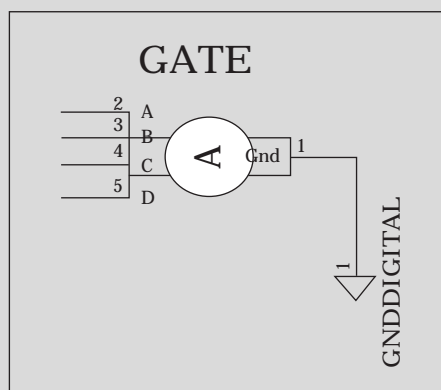 GATE
2 A
3 B
4 C
5 D
A
Gnd 1
1
GNDDIGITAL